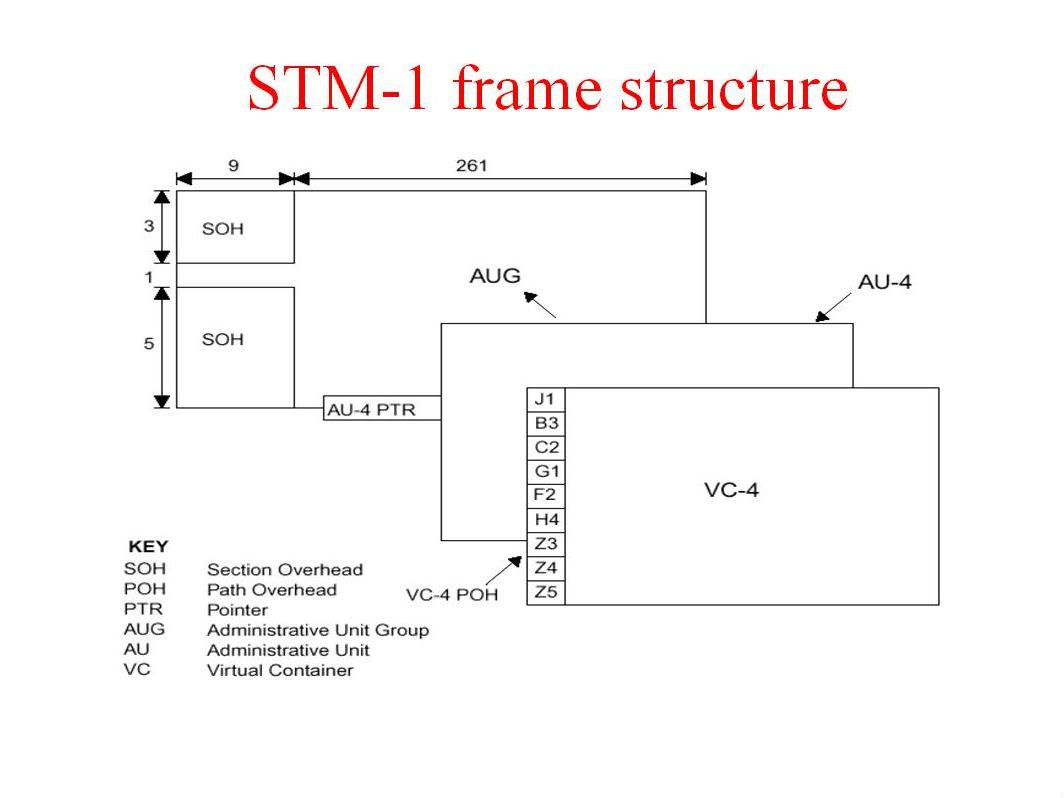 STM-1 frame structure
9
261
3
SOH
1
AUG
AU-4
5
SOH
AU-4 PTR
J1
B3
C2
G1
F2
H4
Z3
Z4
Z5
VC-4
VC-4 POH
KEY
SOH Section Overhead
POH Path Overhead
PTR Pointer
AUG Administrative Unit Group
AU Administrative Unit
VC Virtual Container